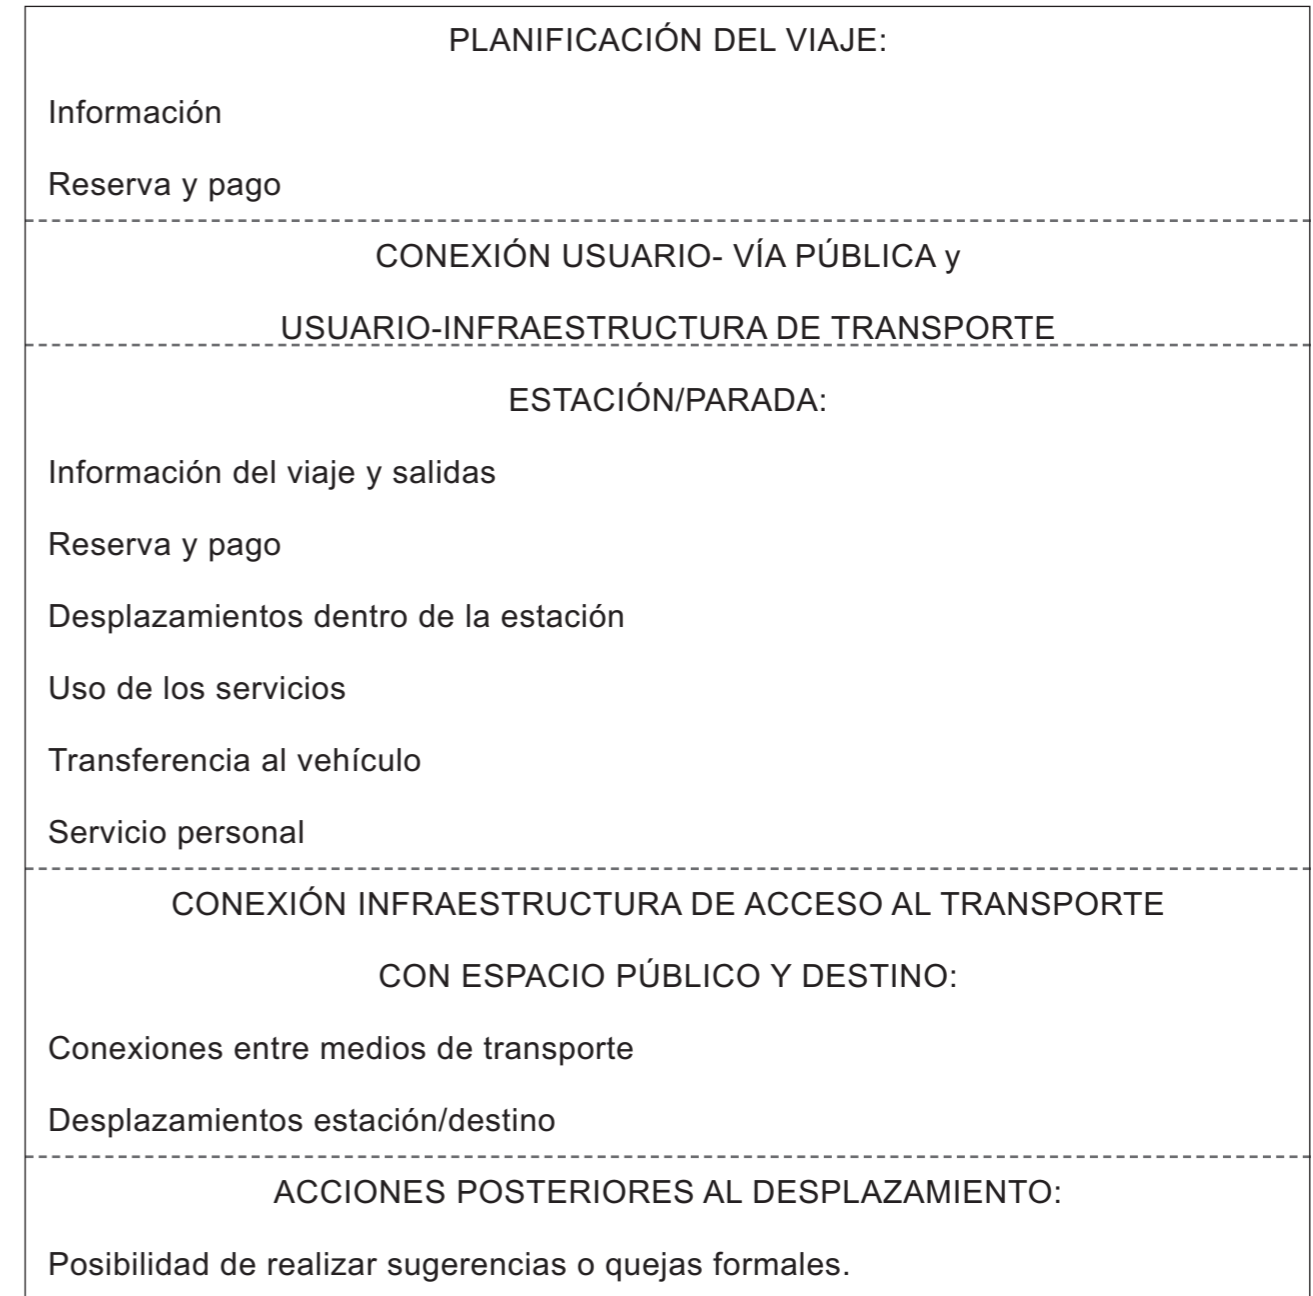 PLANIFICACIÓN DEL VIAJE:
Información
Reserva y pago
CONEXIÓN USUARIO- VÍA PÚBLICA y
USUARIO-INFRAESTRUCTURA DE TRANSPORTE
ESTACIÓN/PARADA:
Información del viaje y salidas
Reserva y pago
Desplazamientos dentro de la estación
Uso de los servicios
Transferencia al vehículo
Servicio personal
CONEXIÓN INFRAESTRUCTURA DE ACCESO AL TRANSPORTE
CON ESPACIO PÚBLICO Y DESTINO:
Conexiones entre medios de transporte
Desplazamientos estación/destino
ACCIONES POSTERIORES AL DESPLAZAMIENTO:
Posibilidad de realizar sugerencias o quejas formales.